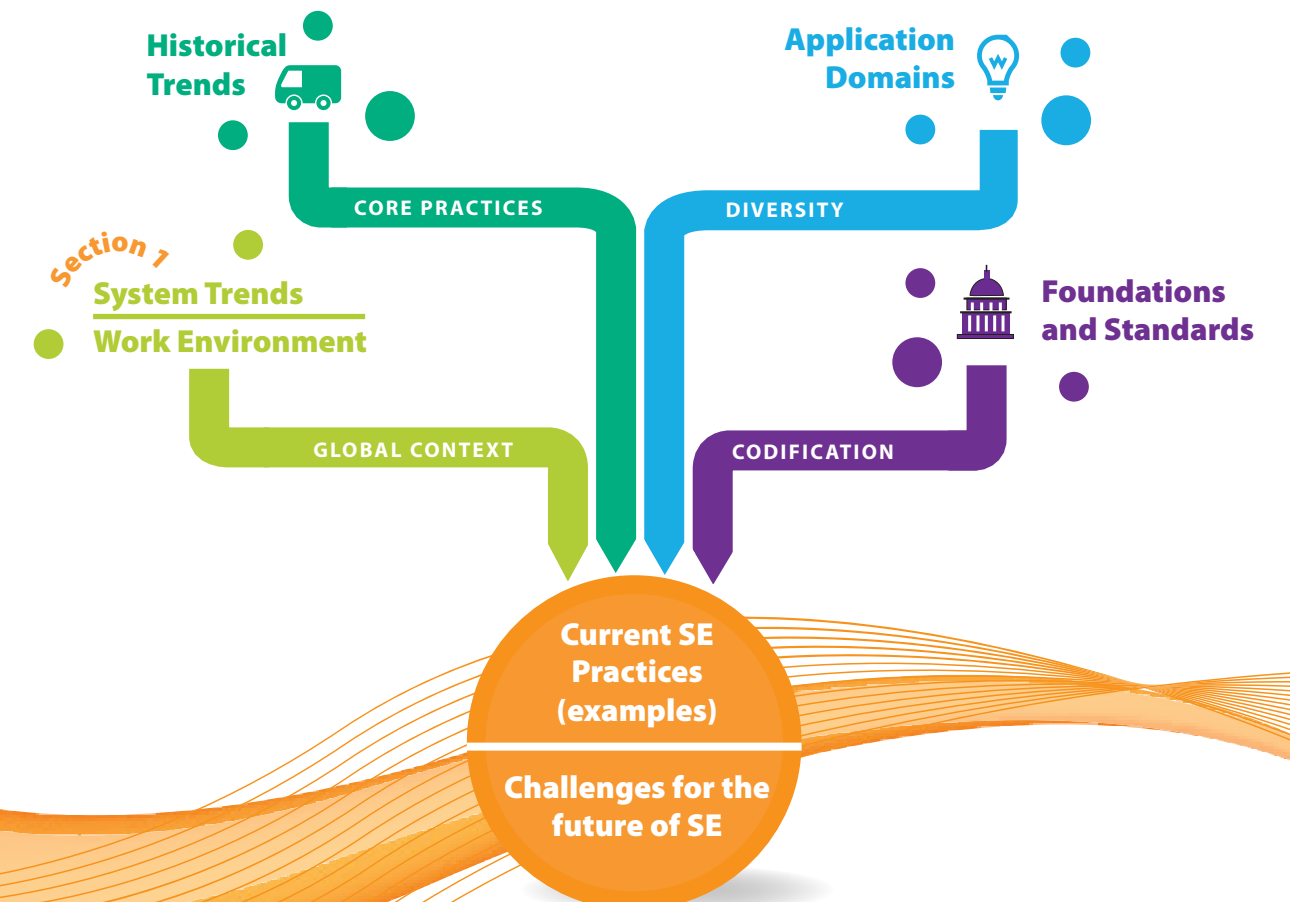 Historical
Trends
Application
Domains
CORE PRACTICES
DIVERSITY
Section 1
System Trends
Work Environment
Foundations
and Standards
GLOBAL CONTEXT
CODIFICATION
Current SE
Practices
(examples)
Challenges for the
future of SE